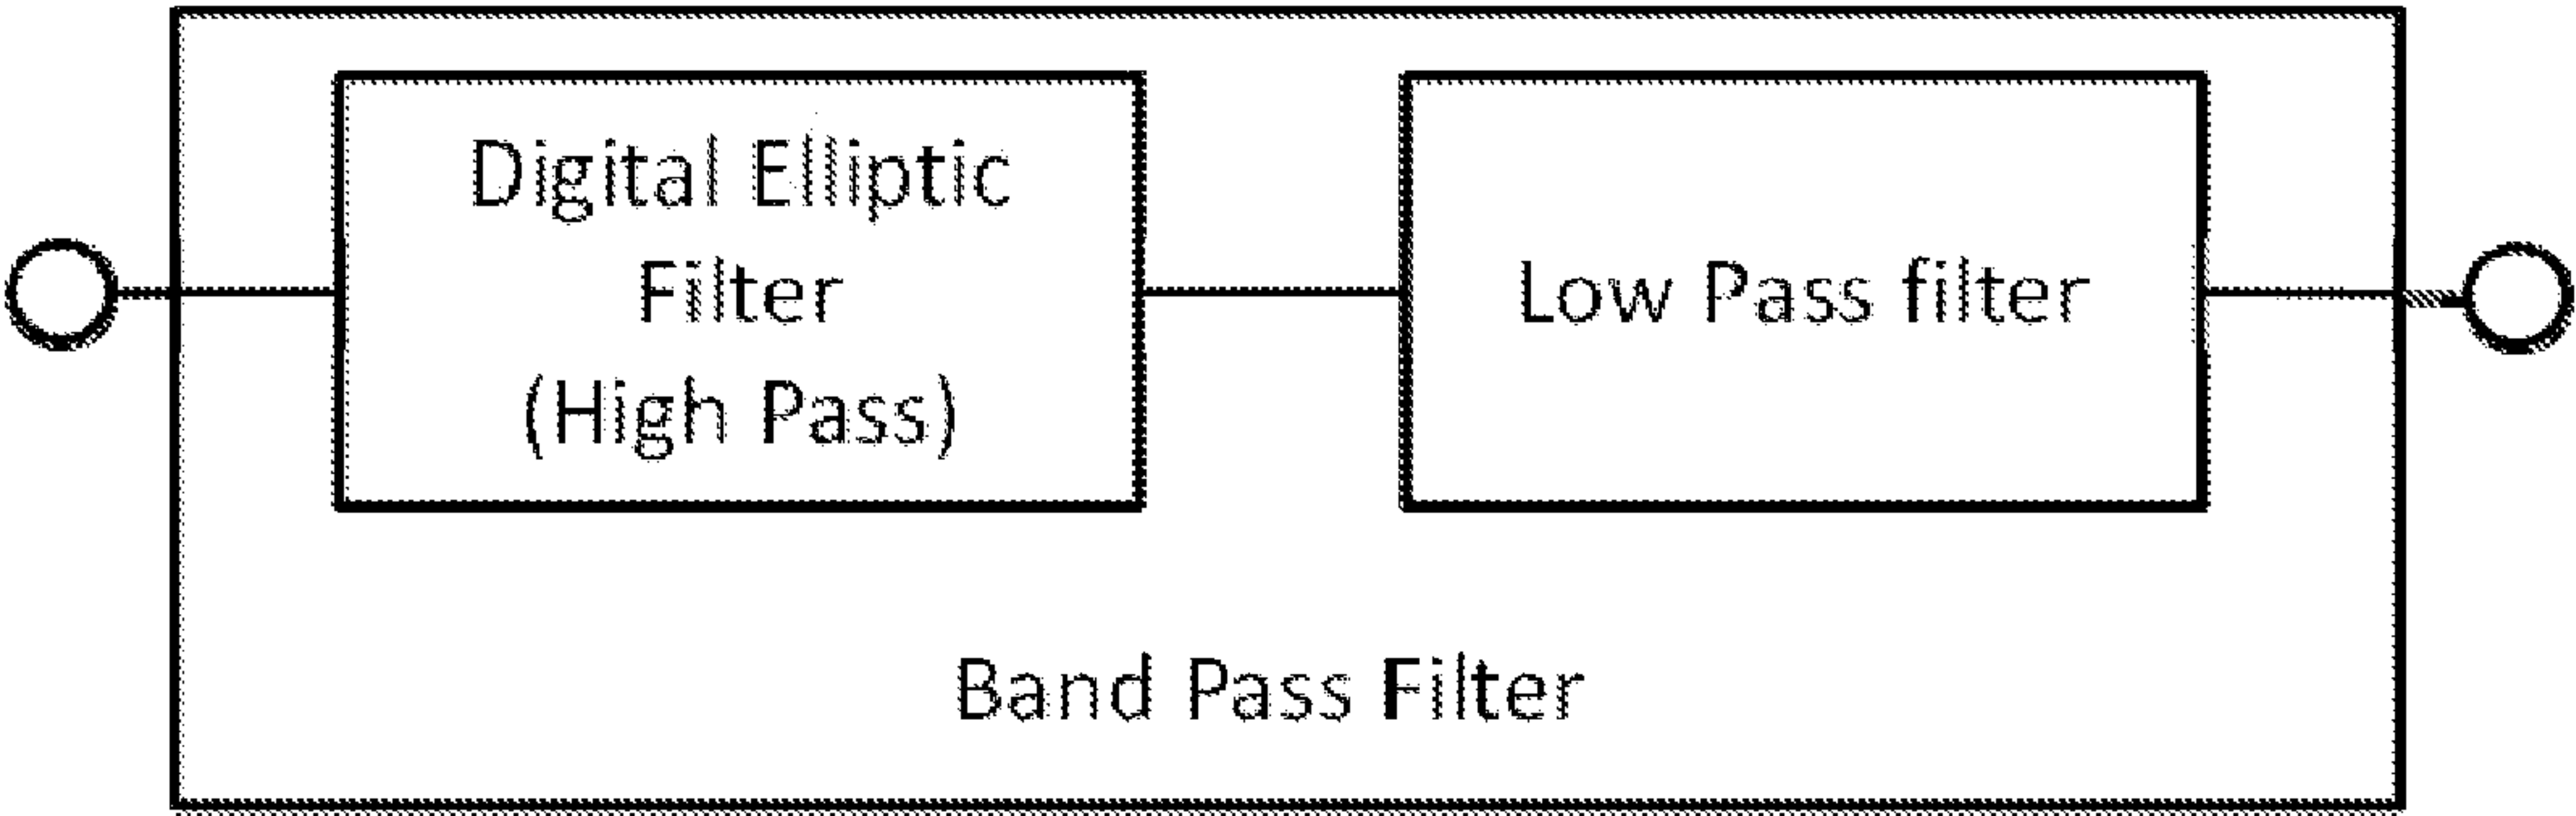 Digital Elliptic
Filter
(High Pass)
Low Pass filter
Band Pass Filter